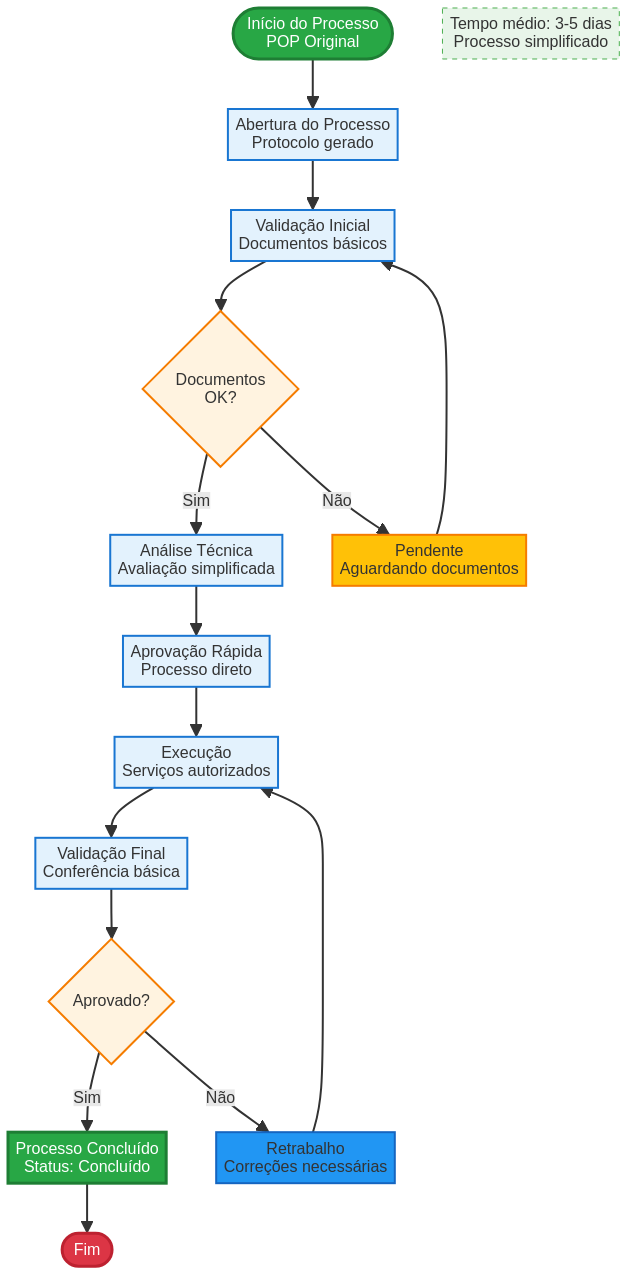 Início do Processo
POP Original
Tempo médio: 3-5 dias
Processo simplificado
Abertura do Processo
Protocolo gerado
Validação Inicial
Documentos básicos
Documentos
OK?
Sim
Não
Análise Técnica
Avaliação simplificada
Pendente
Aguardando documentos
Aprovação Rápida
Processo direto
Execução
Serviços autorizados
Validação Final
Conferência básica
Aprovado?
Sim
Não
Processo Concluído
Status: Concluído
Retrabalho
Correções necessárias
Fim